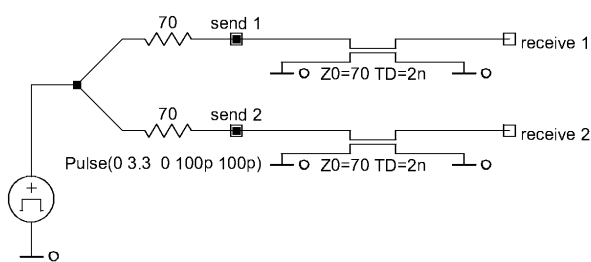 70
send 1
receive 1
O
Z0=70 TD=2n
O
70
send 2
receive 2
Pulse(0 3.3 0 100p 100p)
O
Z0=70 TD=2n
O
+
O